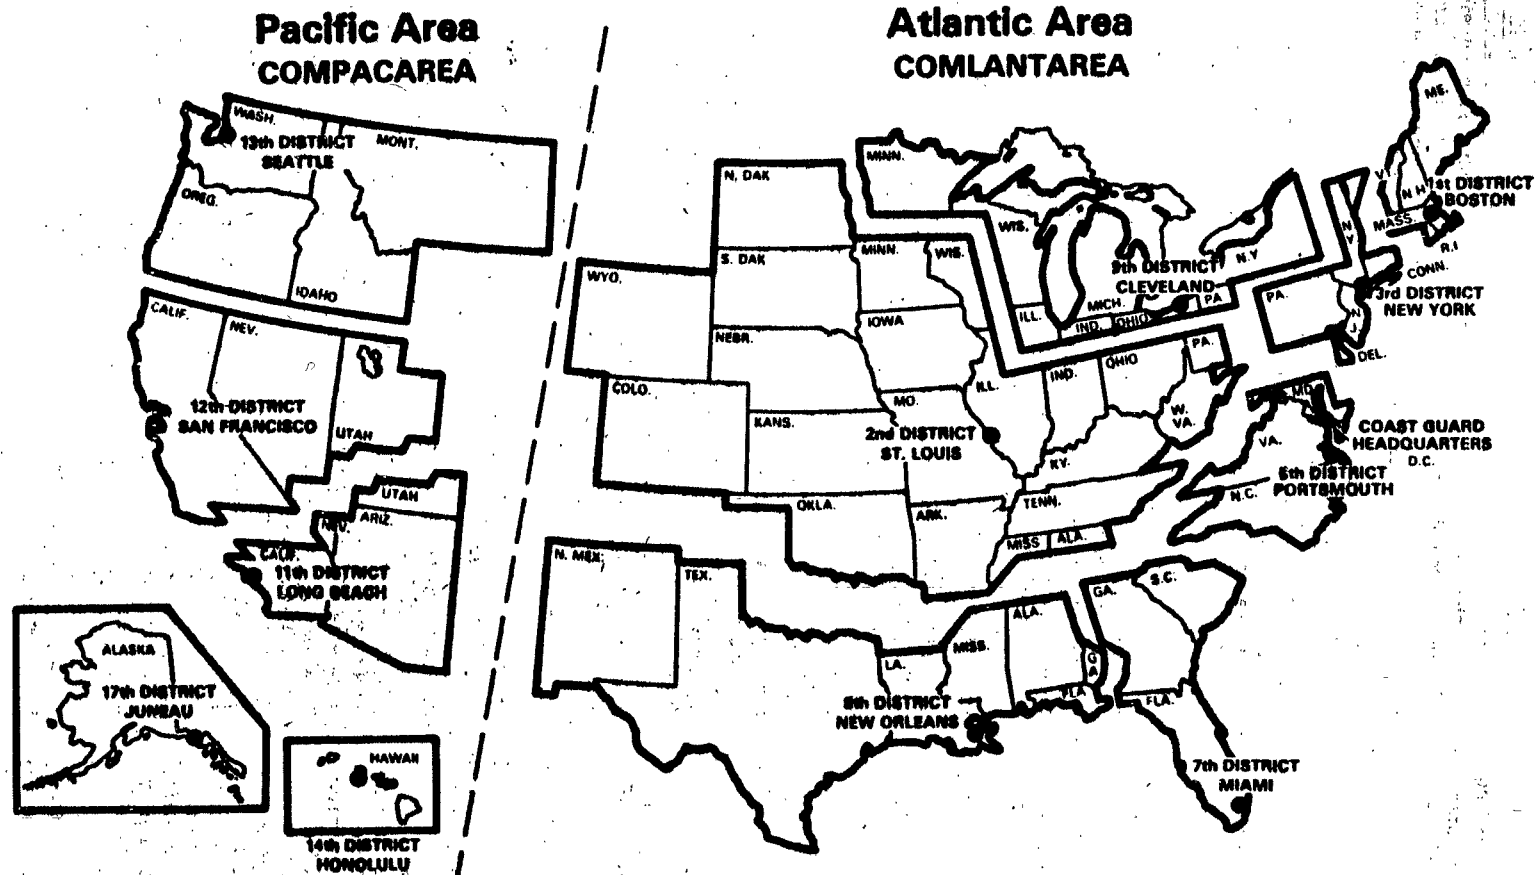 Pacific Area
COMPACAREA
Atlantic Area
COMLANTAREA
WASH.
13th DISTRICT
SEATTLE
MONT.
OREG.
IDAHO
CALIF.
NEV.
12th DISTRICT
SAN FRANCISCO
UTAH
UTAH
NEV.
ARIZ.
CALIF.
11th DISTRICT
LONG BEACH
ALASKA
17th DISTRICT
JUNEAU
HAWAII
14th DISTRICT
HONOLULU
N. DAK
S. DAK
WYO.
NEBR.
COLO.
KANS.
MINN.
MINN.
WIS.
WIS.
IOWA
MO.
ILL.
ILL.
2nd DISTRICT
ST. LOUIS
IND.
OHIO
PA.
W.
VA.
KY.
TENN.
OKLA.
ARK.
MISS
ALA.
9th DISTRICT
CLEVELAND
MICH.
IND.
OHIO
PA
N.Y
N
Y
PA.
N
J.
DEL.
3rd DISTRICT
NEW YORK
ME.
VT.
N H
1st DISTRICT
BOSTON
MASS.
R.I
CONN.
MD.
VA.
N.C.
COAST GUARD
HEADQUARTERS
D.C.
5th DISTRICT
PORTSMOUTH
N. MEX.
TEX.
LA.
MISS.
ALA.
G
A
FLA
8th DISTRICT
NEW ORLEANS
GA.
S.C.
FLA.
7th DISTRICT
MIAMI